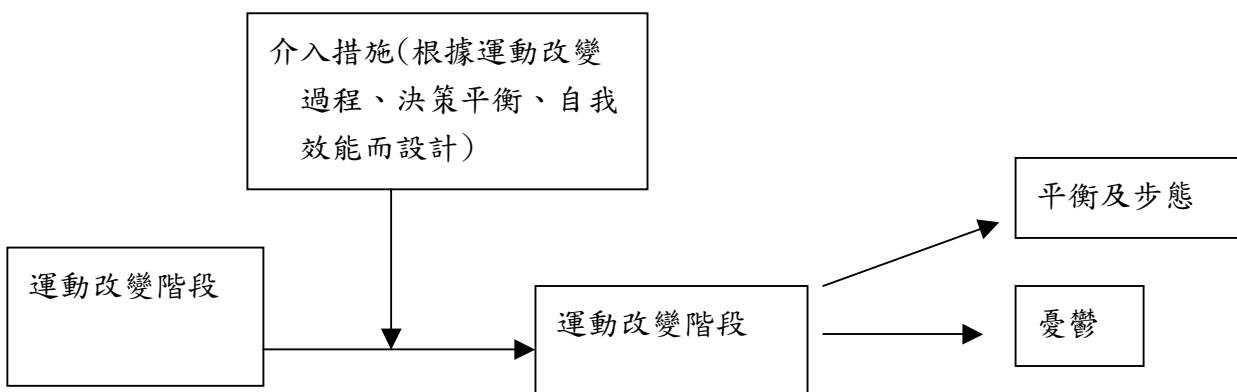 介入措施(根據運動改變
過程、決策平衡、自我
效能而設計)
平衡及步態
運動改變階段
運動改變階段
憂鬱